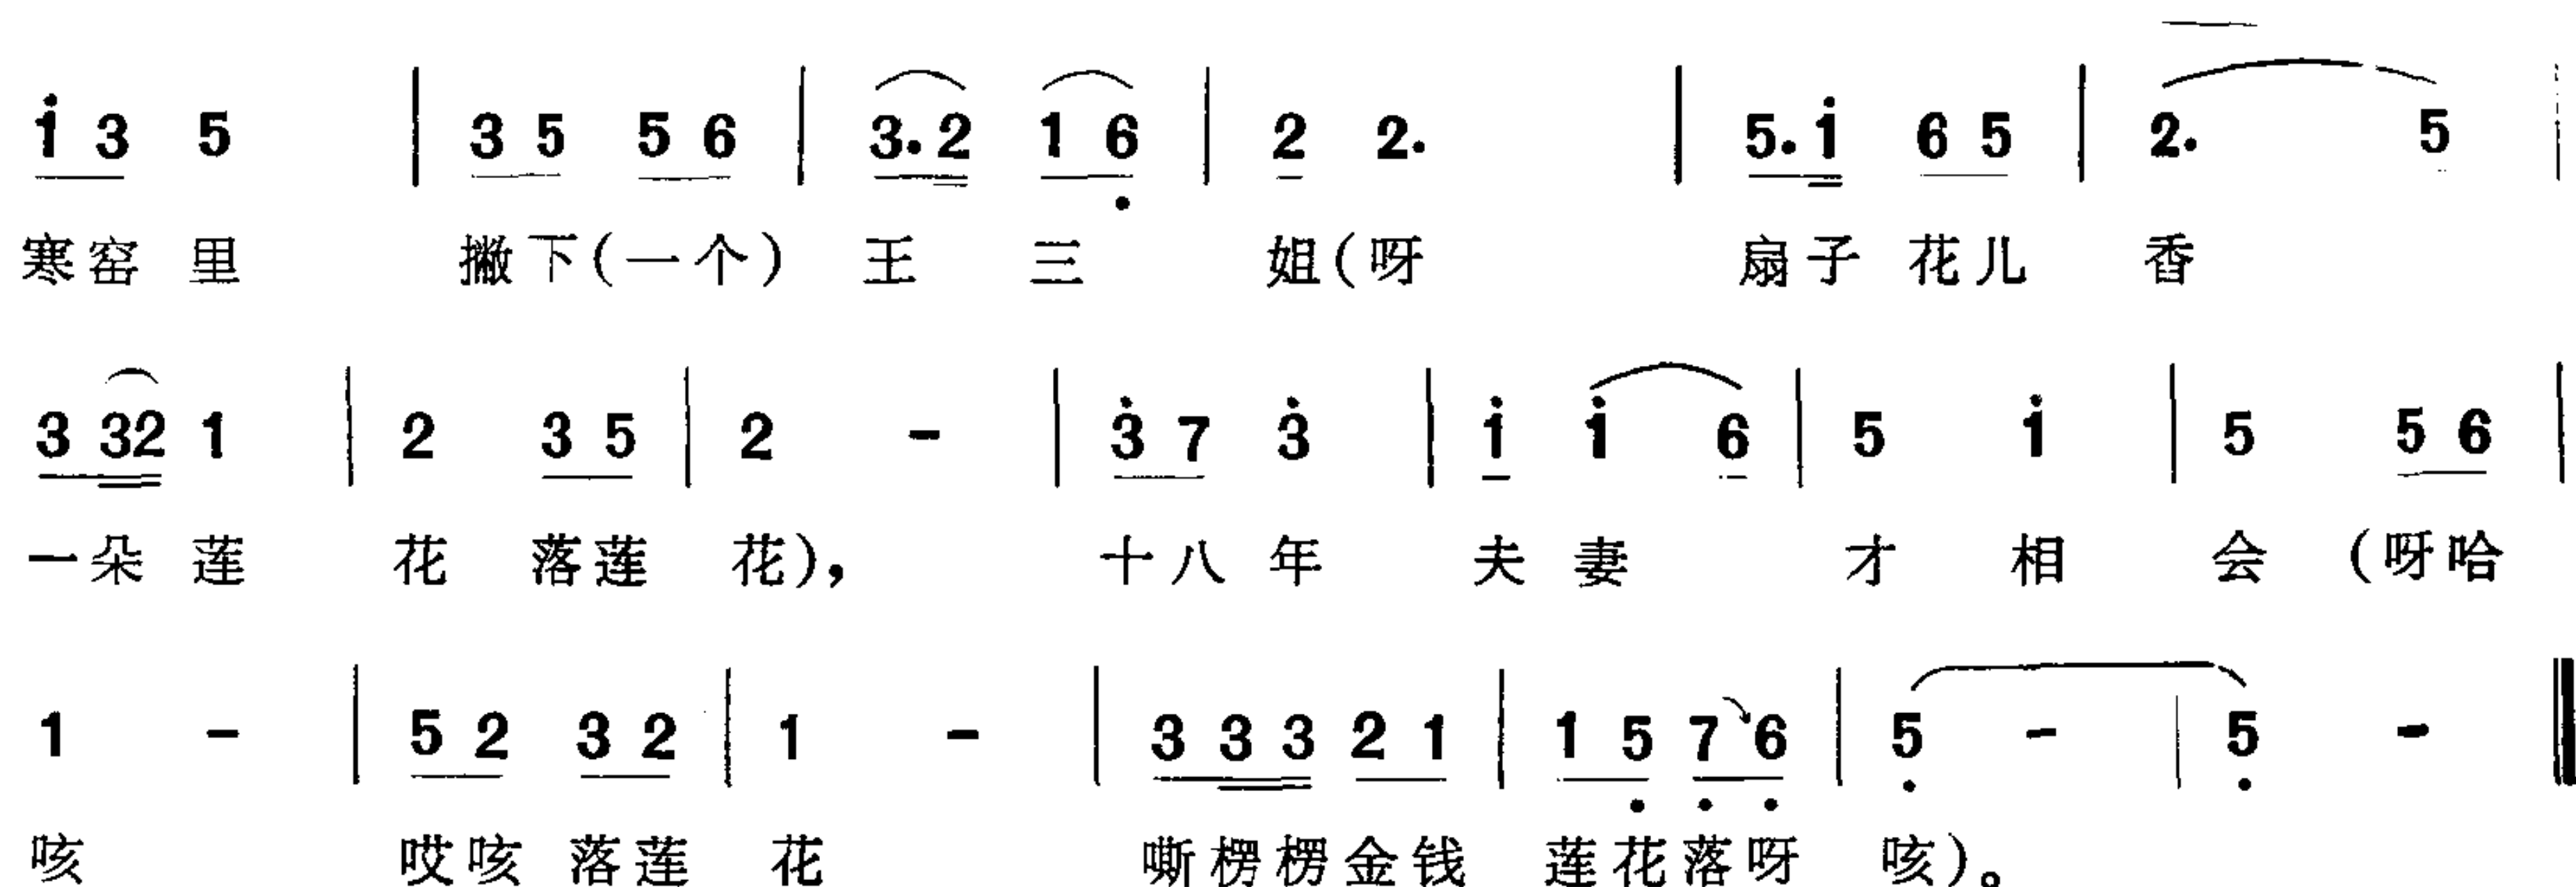 i̇ 3 5 | 3 5 5 6 | 3. 2 1 6̣ | 2 2. | 5. i̇ 6 5 | 2. 5 |
寒窑 里 撇下(一个) 王 三 姐(呀 扇子 花儿 香
3 32 1 | 2 3 5 | 2 - | 3̇ 7 3̇ | i̇ i̇ 6 | 5 i̇ | 5 5 6 |
一朵 莲 花 落莲 花), 十八 年 夫 妻 才 相 会 (呀哈
1 - | 5 2 3 2 | 1 - | 3 3 3 2 1 | 1 5̣ 7̣ 6̣ | 5̣ - | 5̣ - ‖
咳 哎咳 落莲 花 嘶楞楞金钱 莲花落呀 咳)。